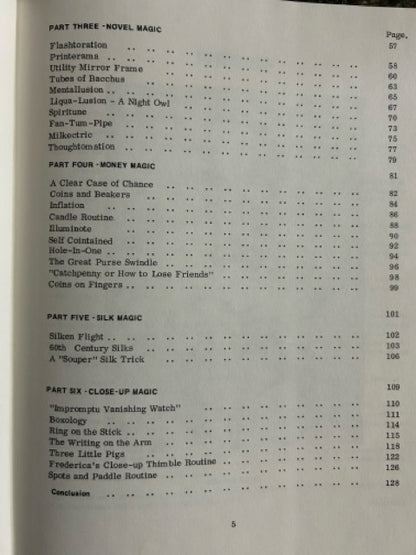 Page.
PART THREE - NOVEL MAGIC 57
Flashtoration .. .. .. .. .. .. .. .. .. .. 58
Printerama .. .. .. .. .. .. .. .. .. .. .. 60
Utility Mirror Frame .. .. .. .. .. .. .. .. .. 63
Tubes of Bacchus .. .. .. .. .. .. .. .. .. 65
Mentallusion .. .. .. .. .. .. .. .. .. .. 67
Liqua-Lusion - A Night Owl .. .. .. .. .. .. .. .. 70
Spiritune .. .. .. .. .. .. .. .. .. .. 73
Fan-Tum-Pipe .. .. .. .. .. .. .. .. .. .. 75
Milkectric .. .. .. .. .. .. .. .. .. .. 77
Thoughtomation .. .. .. .. .. .. .. .. .. .. 79
PART FOUR - MONEY MAGIC 81
A Clear Case of Chance .. .. .. .. .. .. .. .. 82
Coins and Beakers .. .. .. .. .. .. .. .. .. 84
Inflation .. .. .. .. .. .. .. .. .. .. 86
Candle Routine .. .. .. .. .. .. .. .. .. .. 88
Illuminote .. .. .. .. .. .. .. .. .. .. 90
Self Cointained .. .. .. .. .. .. .. .. .. .. 92
Hole-In-One .. .. .. .. .. .. .. .. .. .. .. 94
The Great Purse Swindle .. .. .. .. .. .. .. .. 96
"Catchpenny or How to Lose Friends" .. .. .. .. .. .. 98
Coins on Fingers .. .. .. .. .. .. .. .. .. .. 99
PART FIVE - SILK MAGIC 101
Silken Flight .. .. .. .. .. .. .. .. .. .. 102
60th Century Silks .. .. .. .. .. .. .. .. .. 103
A "Souper" Silk Trick .. .. .. .. .. .. .. .. 106
PART SIX - CLOSE-UP MAGIC 109
"Impromptu Vanishing Watch" .. .. .. .. .. .. .. 110
Boxology .. .. .. .. .. .. .. .. .. .. 111
Ring on the Stick .. .. .. .. .. .. .. .. .. .. 114
The Writing on the Arm .. .. .. .. .. .. .. .. 115
Three Little Pigs .. .. .. .. .. .. .. .. .. 118
Frederica's Close-up Thimble Routine .. .. .. .. .. .. 122
Spots and Paddle Routine .. .. .. .. .. .. .. .. 126
Conclusion .. .. .. .. .. .. .. .. .. .. 128
5